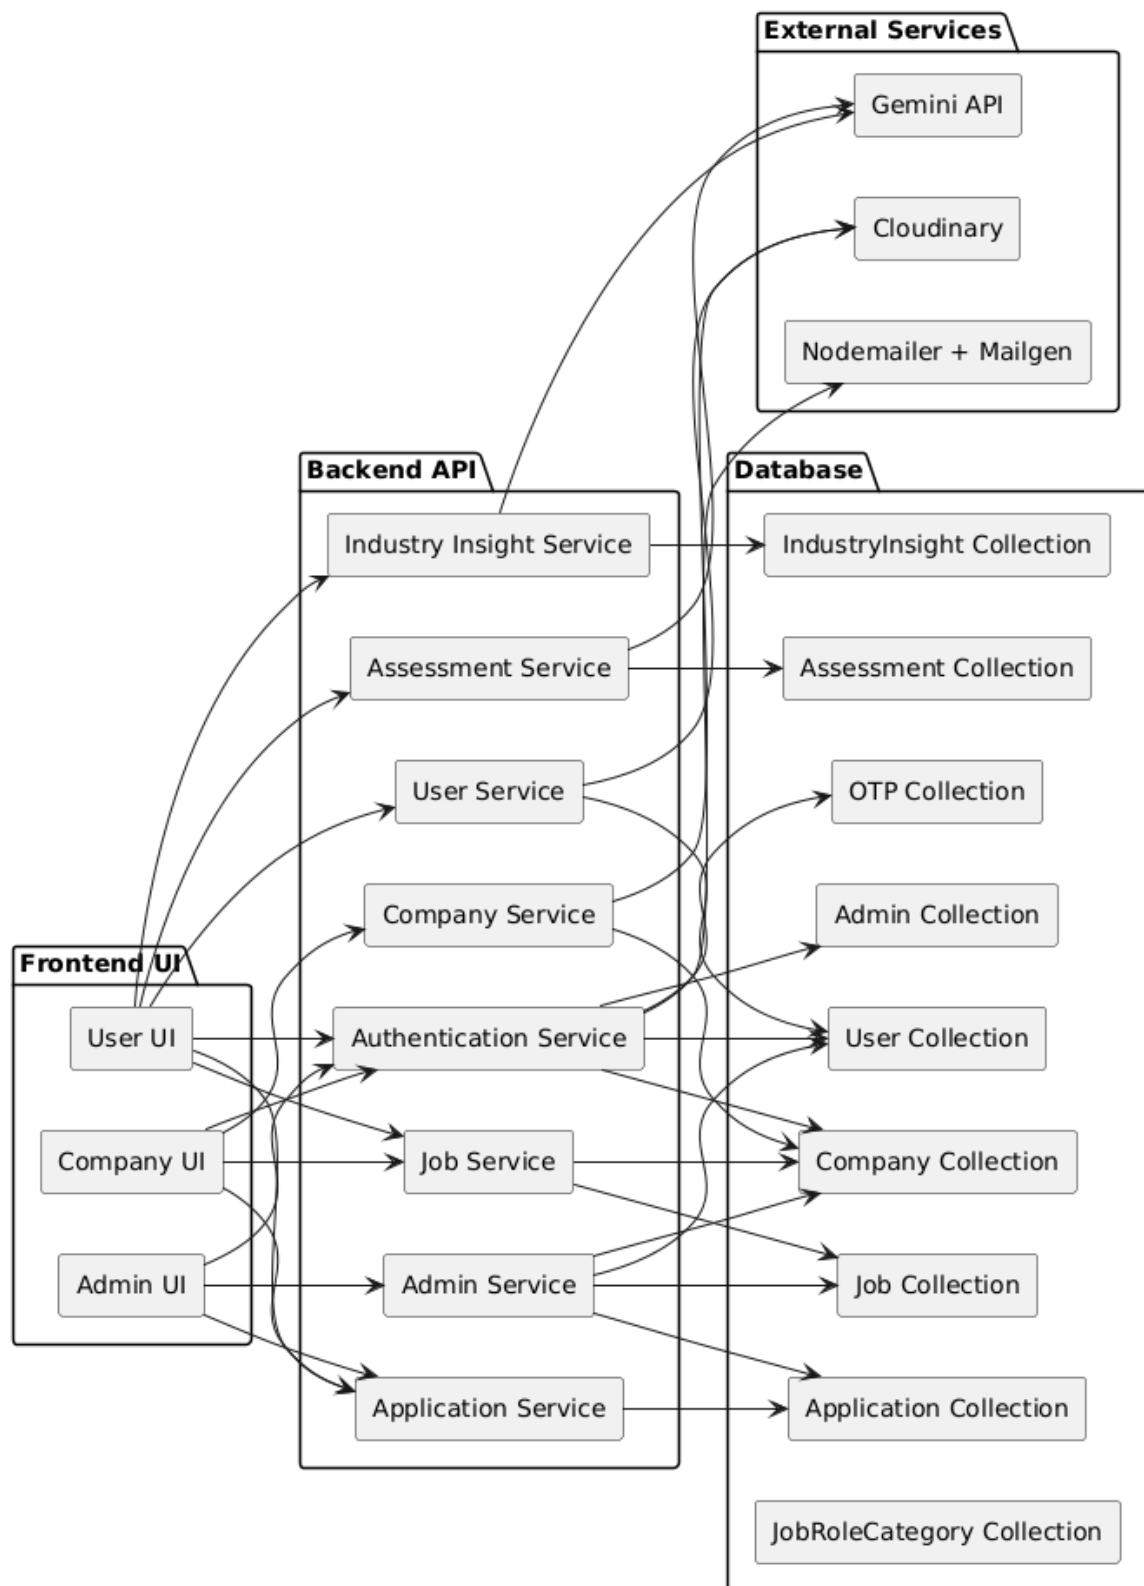 External Services
Gemini API
Cloudinary
Nodemailer + Mailgen
Backend API
Industry Insight Service
Assessment Service
User Service
Company Service
Authentication Service
Job Service
Admin Service
Application Service
Database
IndustryInsight Collection
Assessment Collection
OTP Collection
Admin Collection
User Collection
Company Collection
Job Collection
Application Collection
JobRoleCategory Collection
Frontend UI
User UI
Company UI
Admin UI